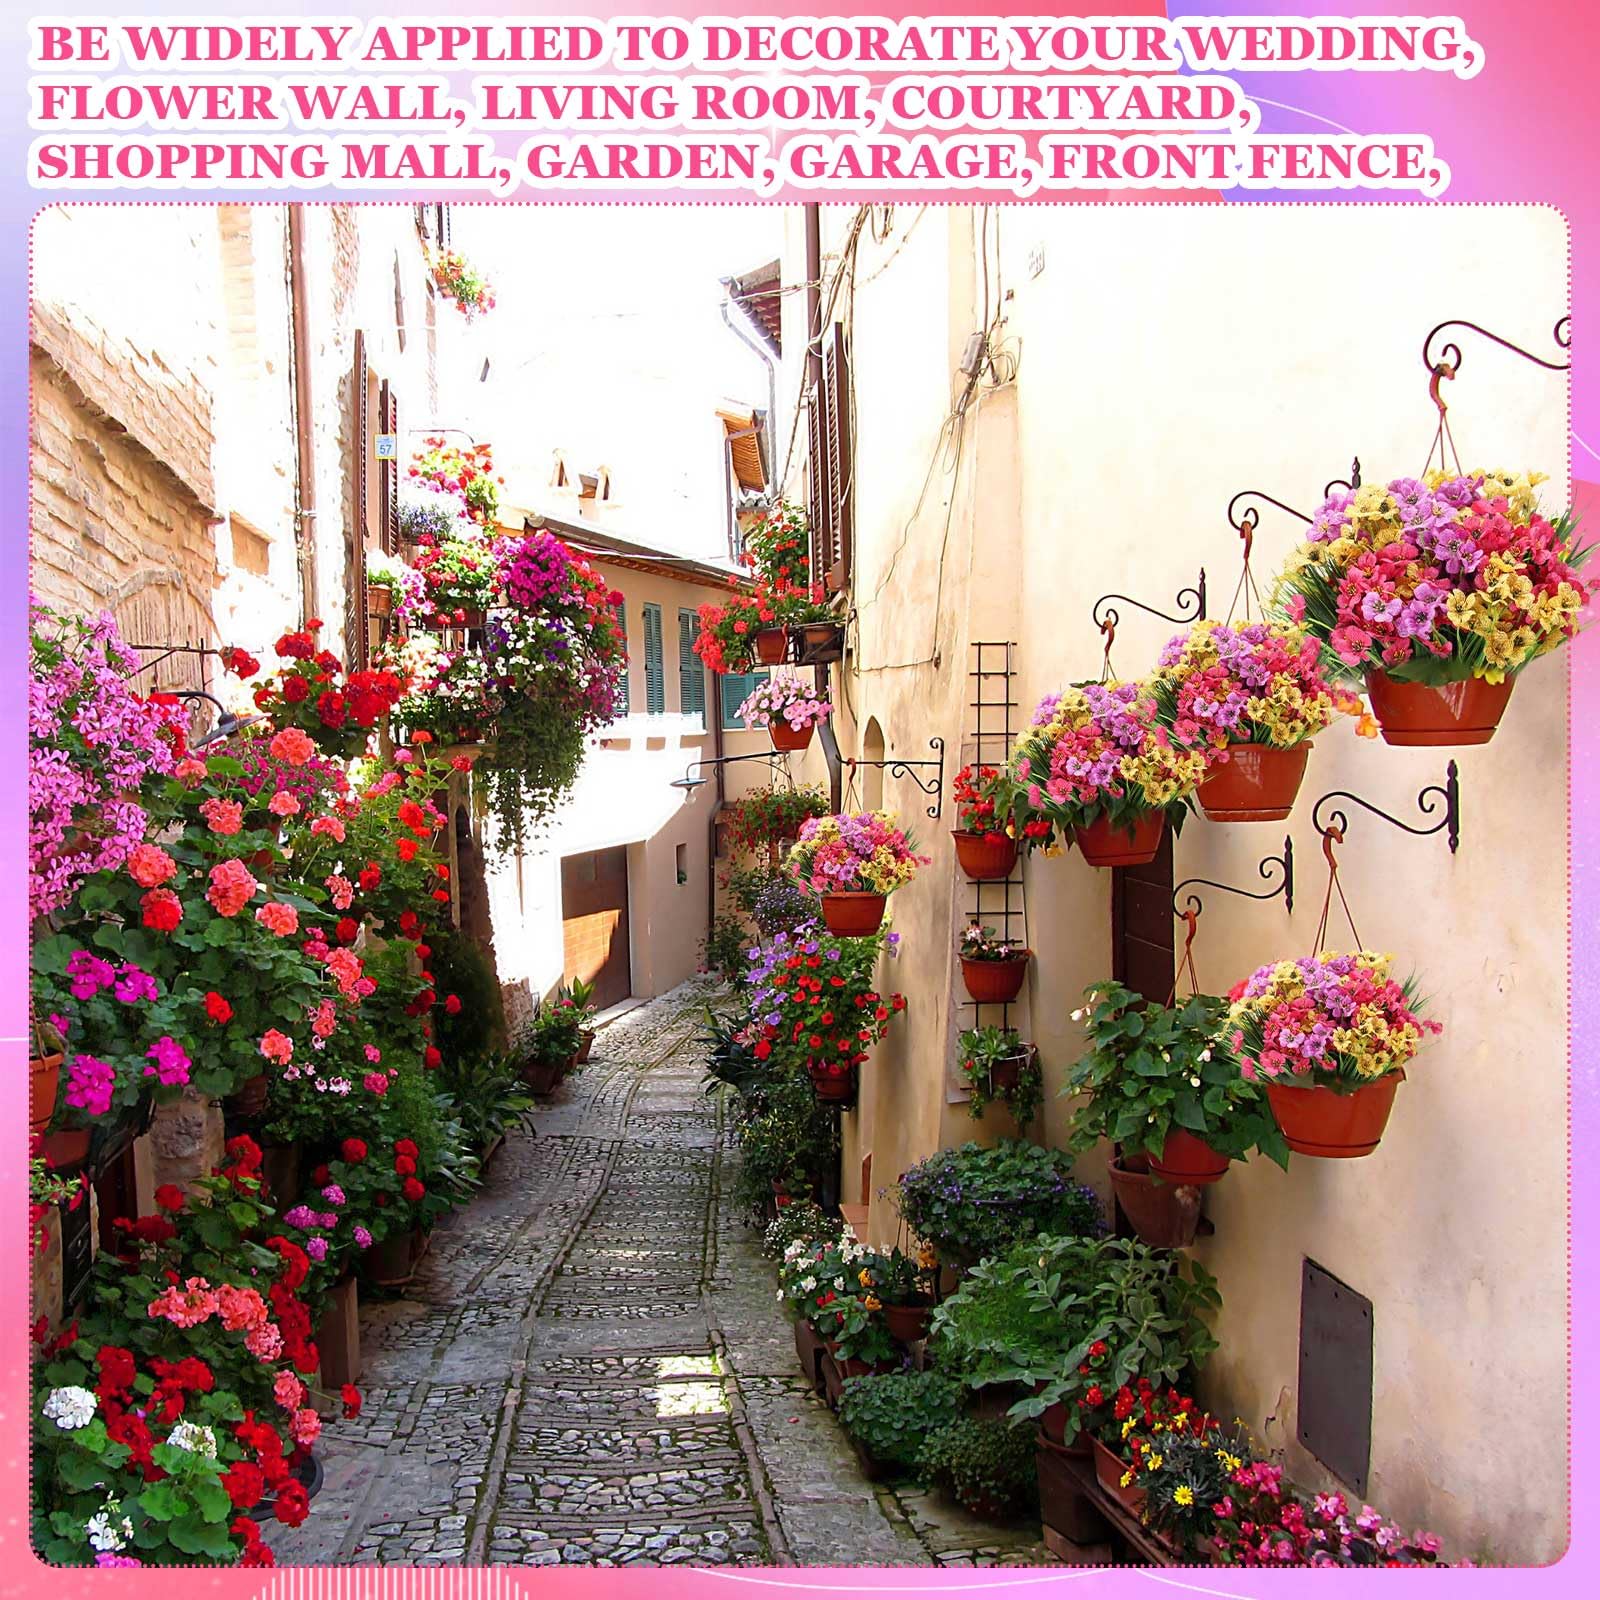 BE WIDELY APPLIED TO DECORATE YOUR WEDDING,
FLOWER WALL, LIVING ROOM, COURTYARD,
SHOPPING MALL, GARDEN, GARAGE, FRONT FENCE,
57